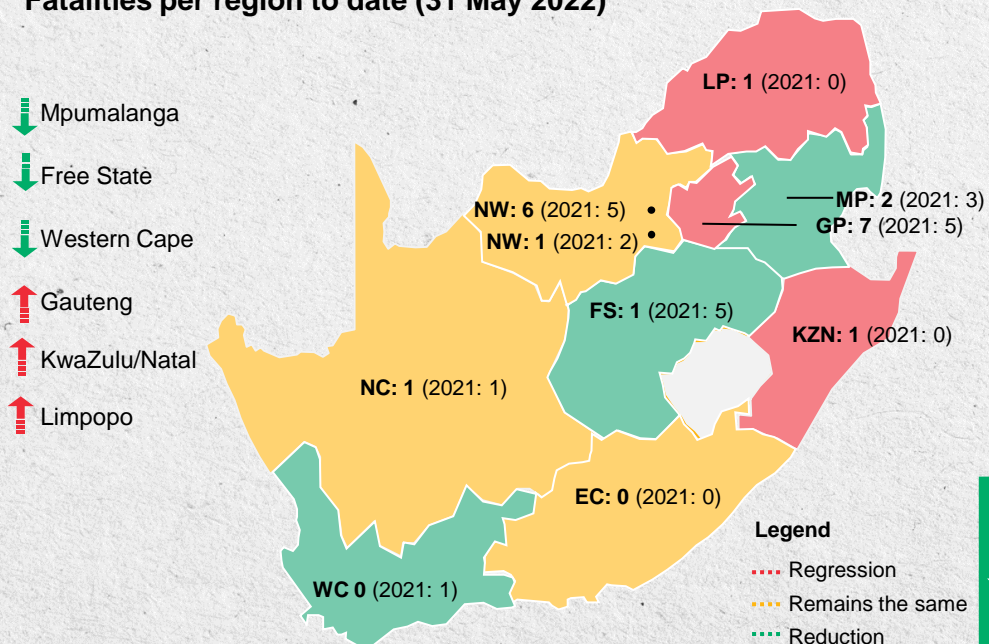 Fatalities per region to date (31 May 2022)
Mpumalanga
Free State
Western Cape
Gauteng
KwaZulu/Natal
Limpopo
LP: 1 (2021: 0)
MP: 2 (2021: 3)
NW: 6 (2021: 5)
GP: 7 (2021: 5)
NW: 1 (2021: 2)
FS: 1 (2021: 5)
KZN: 1 (2021: 0)
NC: 1 (2021: 1)
EC: 0 (2021: 0)
WC 0 (2021: 1)
Legend
Regression
Remains the same
Reduction